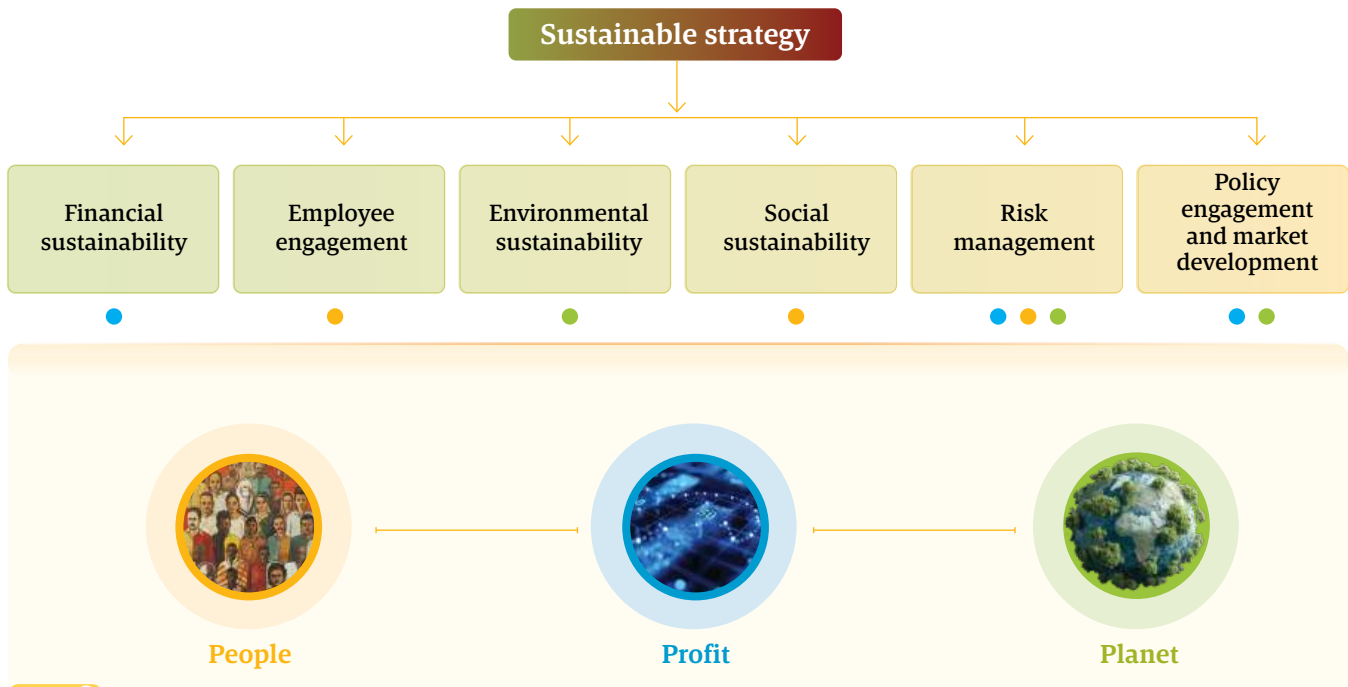 Sustainable strategy
Financial
sustainability
Employee
engagement
Environmental
sustainability
Social
sustainability
Risk
management
Policy
engagement
and market
development
People
Profit
Planet